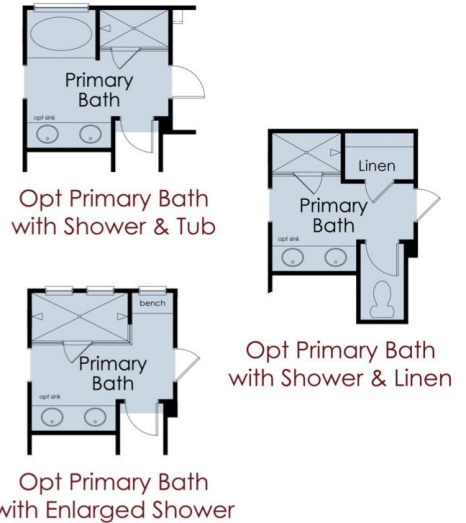 Primary
Bath
opt sink
Opt Primary Bath
with Shower & Tub
Linen
Primary
Bath
opt sink
Opt Primary Bath
with Shower & Linen
bench
Primary
Bath
opt sink
Opt Primary Bath
with Enlarged Shower